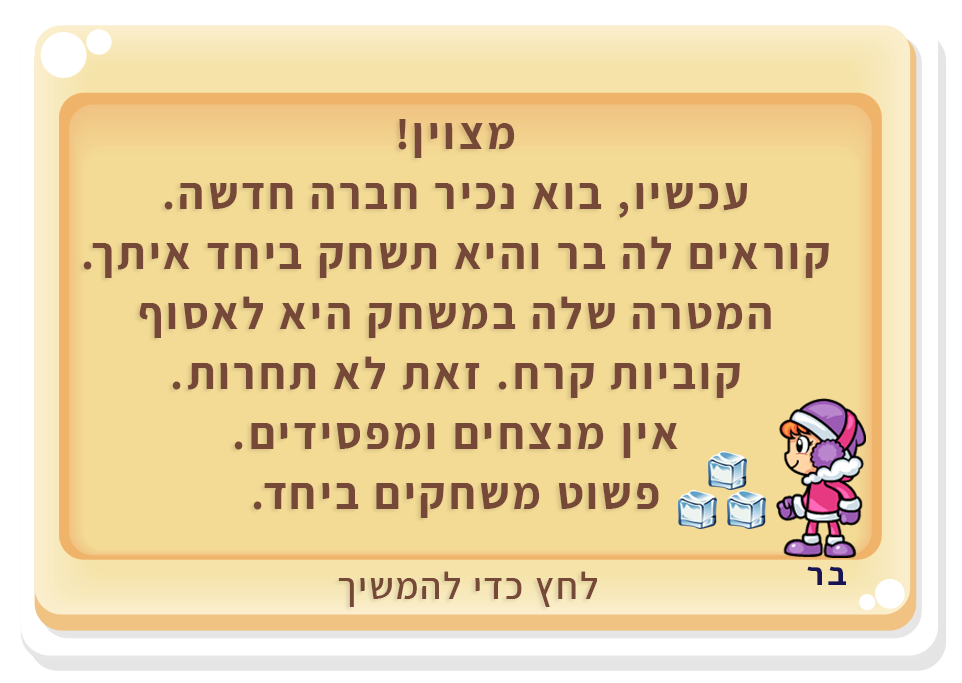 מצוין!
עכשיו, בוא נכיר חברה חדשה.
קוראים לה בר והיא תשחק ביחד איתך.
המטרה שלה במשחק היא לאסוף
קוביות קרח. זאת לא תחרות.
אין מנצחים ומפסידים.
פשוט משחקים ביחד.
בר
לחץ כדי להמשיך